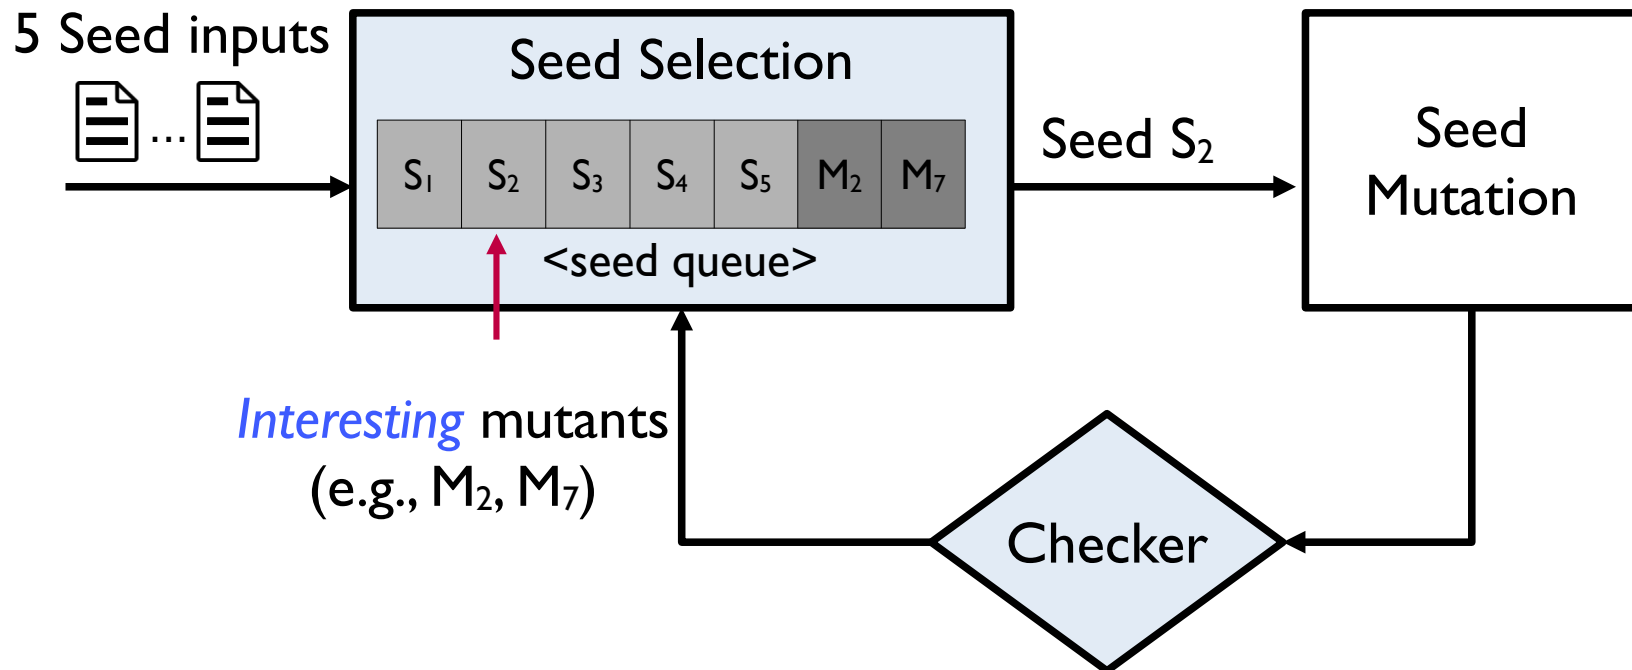 5 Seed inputs
...
Seed Selection
S₁ S₂ S₃ S₄ S₅ M₂ M₇
<seed queue>
Seed S₂
Seed
Mutation
Interesting mutants
(e.g., M₂, M₇)
Checker